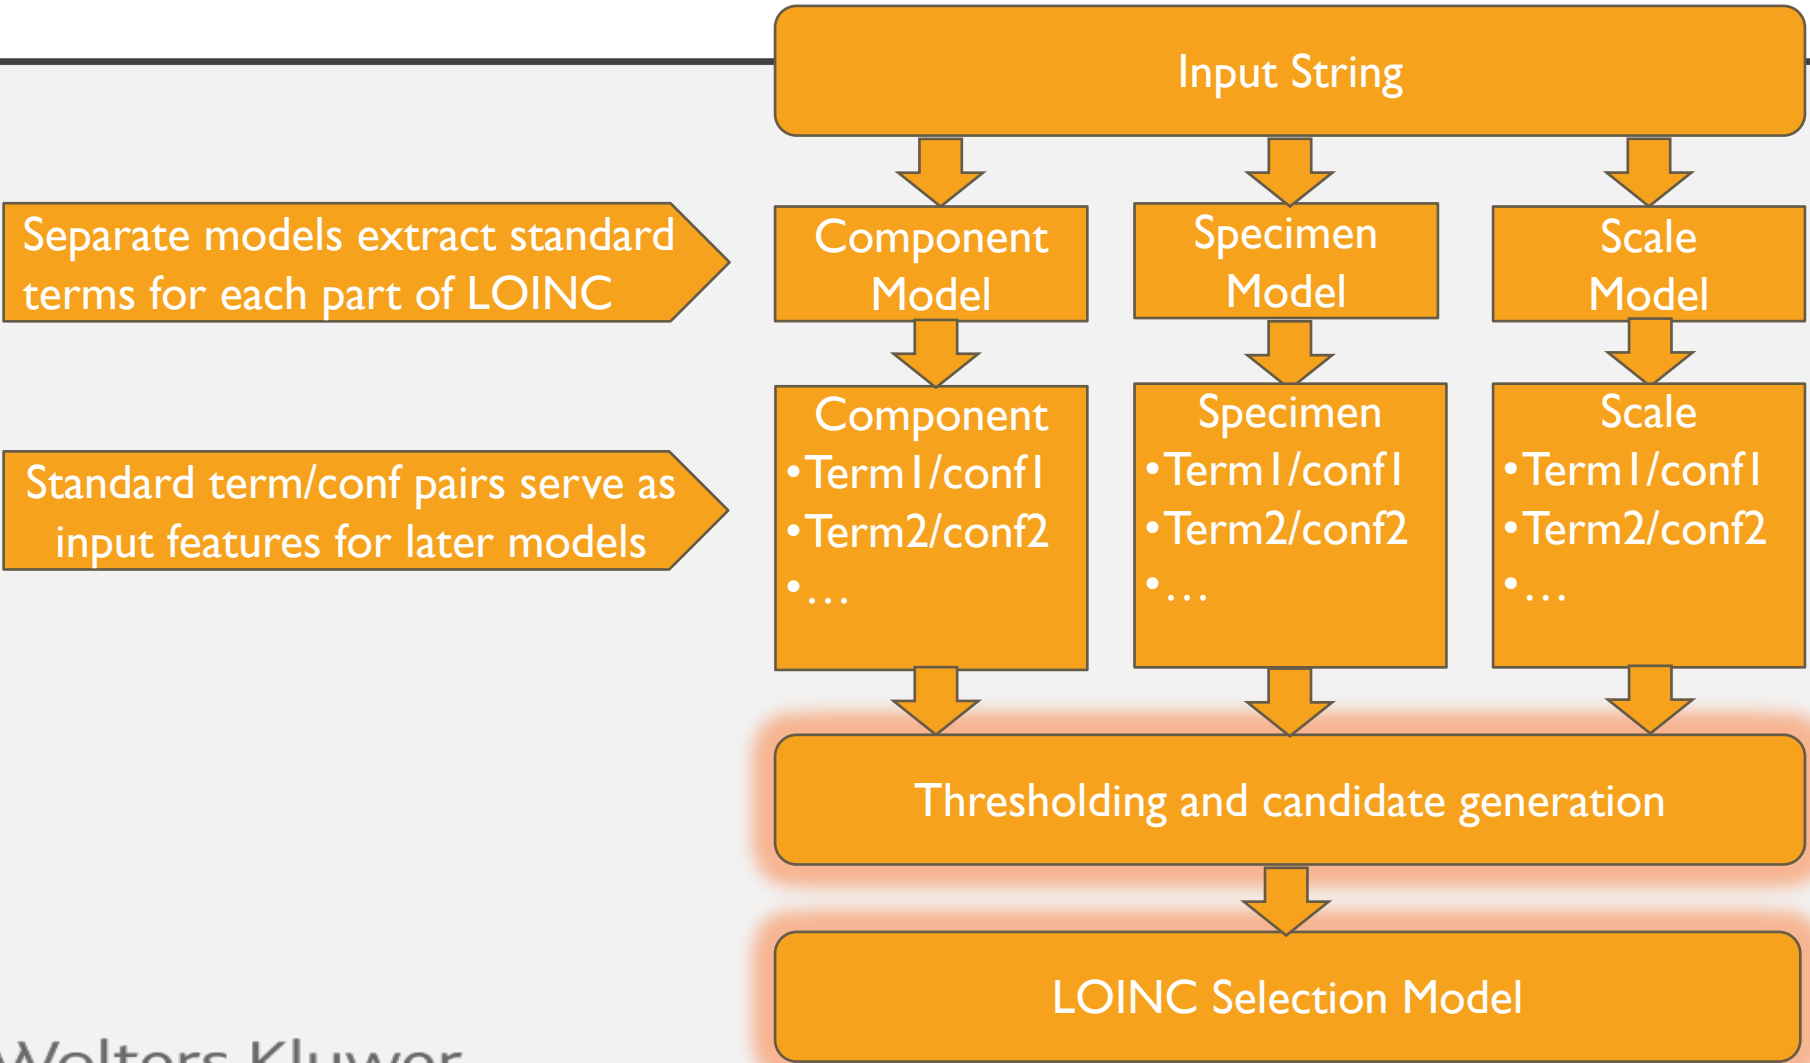 Input String
Separate models extract standard
terms for each part of LOINC
Component
Model
Specimen
Model
Scale
Model
Standard term/conf pairs serve as
input features for later models
Component
•Term1/conf1
•Term2/conf2
•…
Specimen
•Term1/conf1
•Term2/conf2
•…
Scale
•Term1/conf1
•Term2/conf2
•…
Thresholding and candidate generation
LOINC Selection Model
Wolters Kluwer